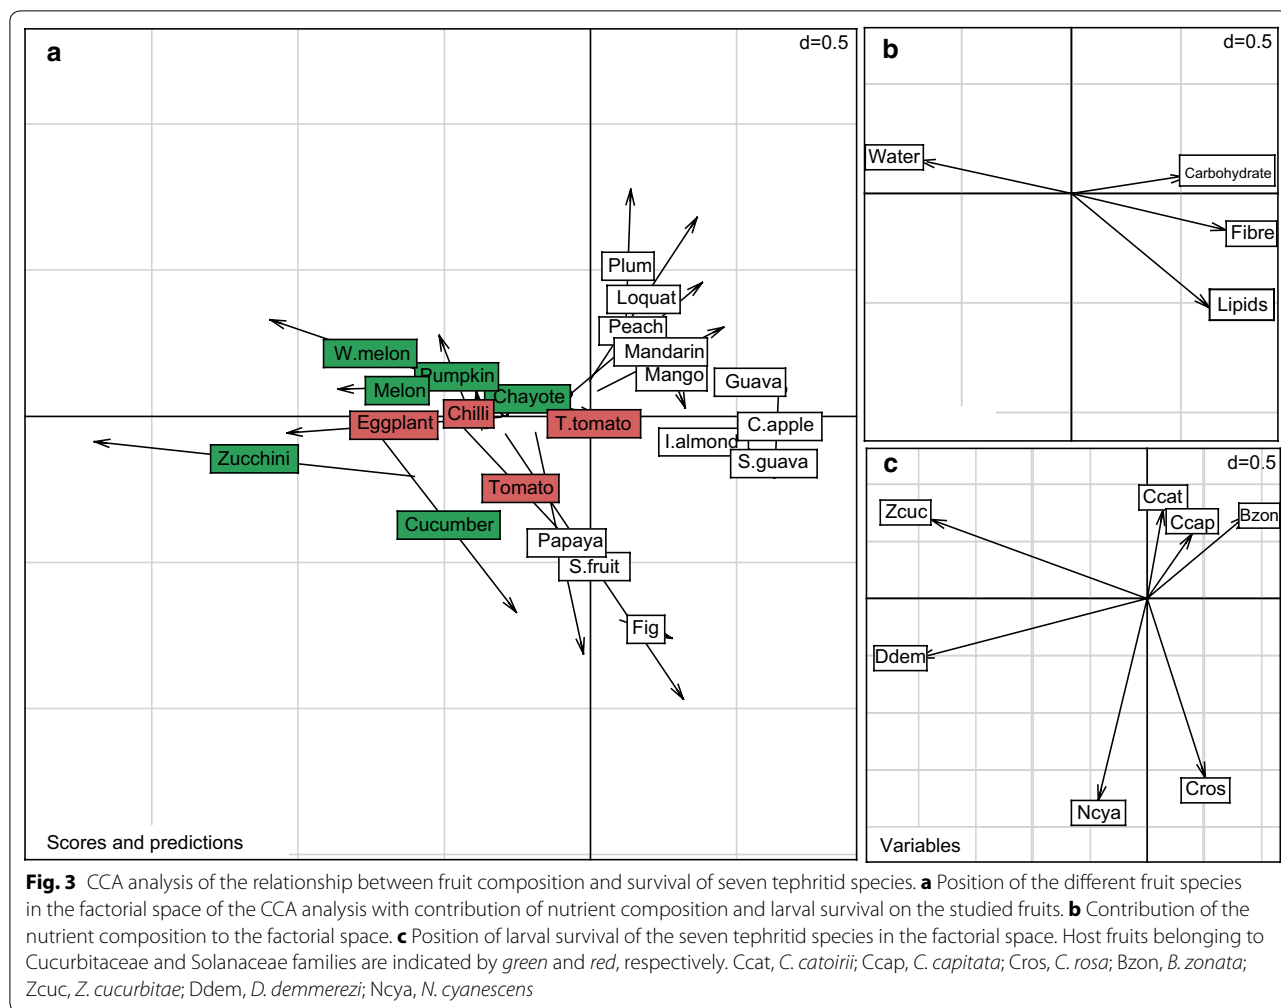 a
d=0.5
Plum
Loquat
Peach
Mandarin
Mango
Guava
W.melon
Pumpkin
Melon
Chayote
Chilli
Eggplant
T.tomato
C.apple
I.almond
S.guava
Zucchini
Tomato
Cucumber
Papaya
S.fruit
Fig
Scores and predictions
b
d=0.5
Water
Carbohydrate
Fibre
Lipids
c
d=0.5
Zcuc
Ccat
Ccap
Bzon
Ddem
Ncya
Cros
Variables
Fig. 3 CCA analysis of the relationship between fruit composition and survival of seven tephritid species. a Position of the different fruit species
in the factorial space of the CCA analysis with contribution of nutrient composition and larval survival on the studied fruits. b Contribution of the
nutrient composition to the factorial space. c Position of larval survival of the seven tephritid species in the factorial space. Host fruits belonging to
Cucurbitaceae and Solanaceae families are indicated by green and red, respectively. Ccat, C. catoirii; Ccap, C. capitata; Cros, C. rosa; Bzon, B. zonata;
Zcuc, Z. cucurbitae; Ddem, D. demmerezi; Ncya, N. cyanescens